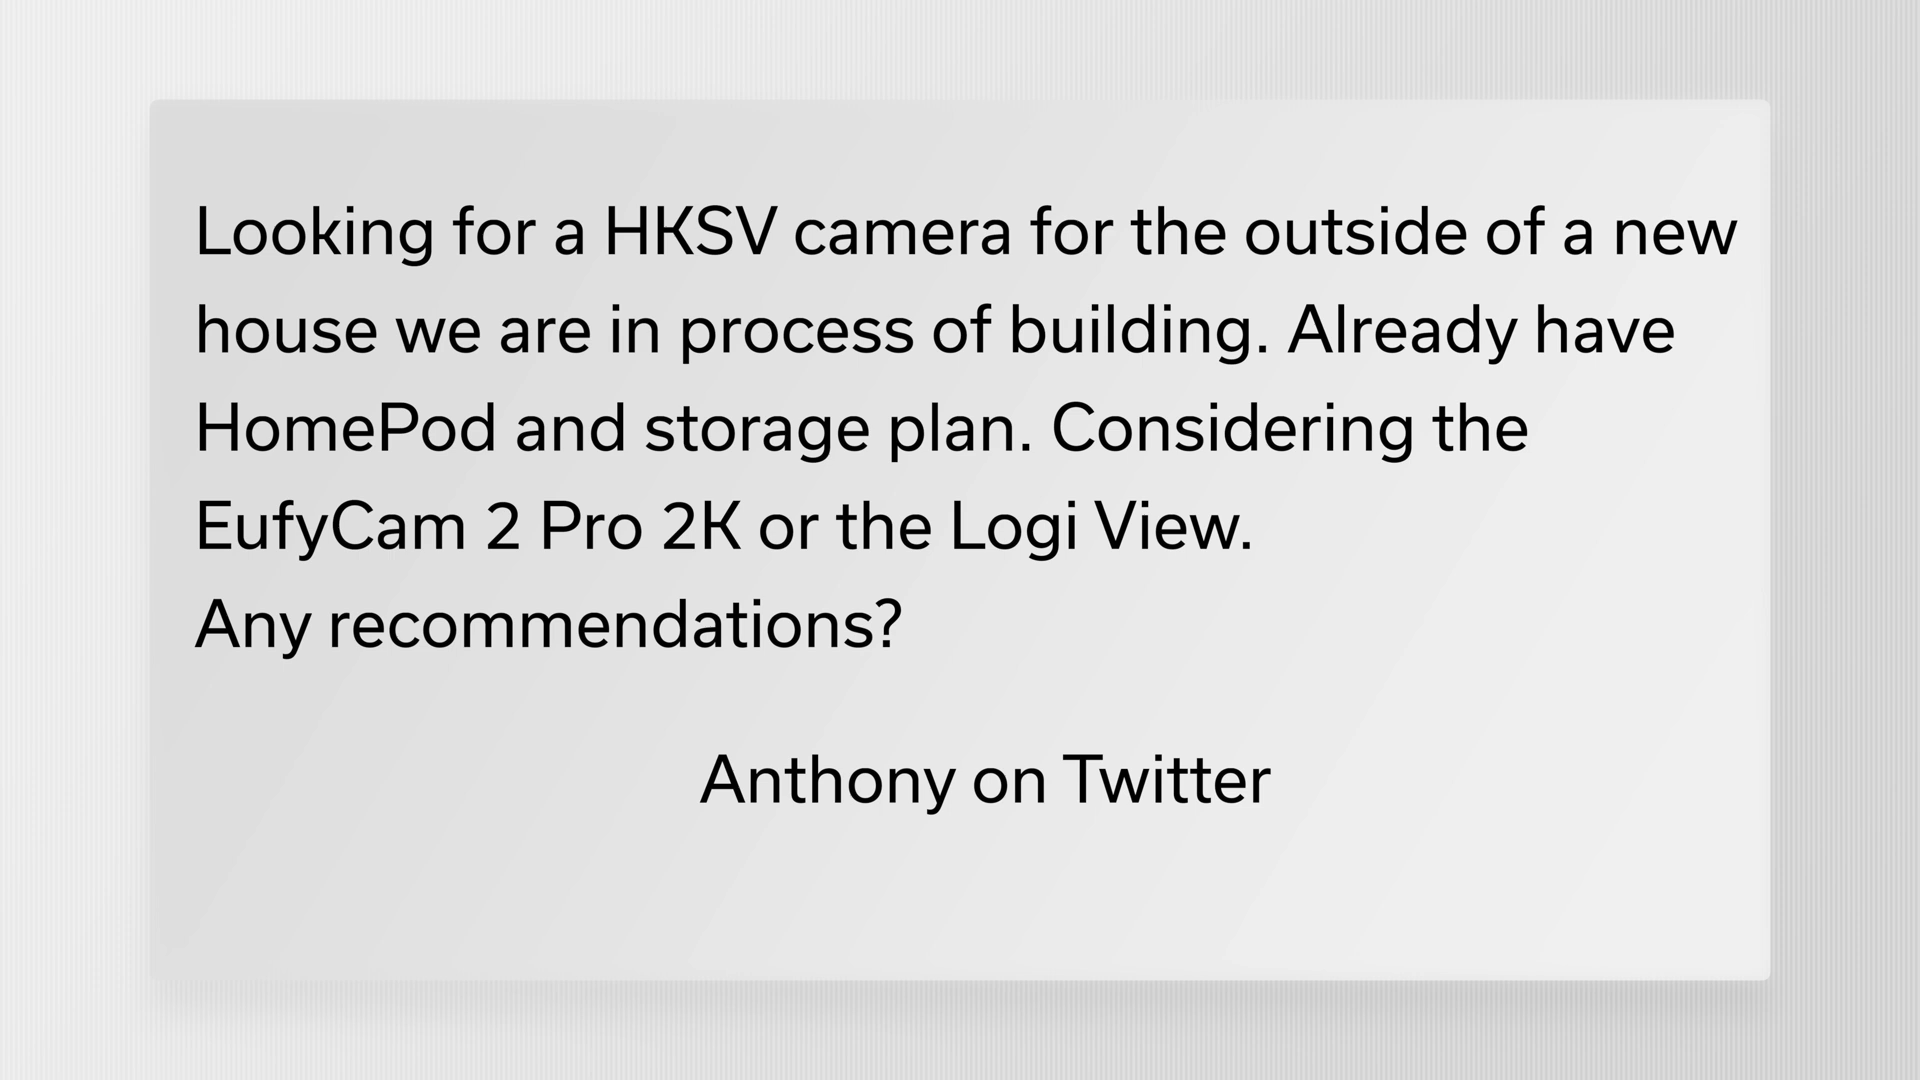 Looking for a HKSV camera for the outside of a new
house we are in process of building. Already have
HomePod and storage plan. Considering the
EufyCam 2 Pro 2K or the Logi View.
Any recommendations?
Anthony on Twitter